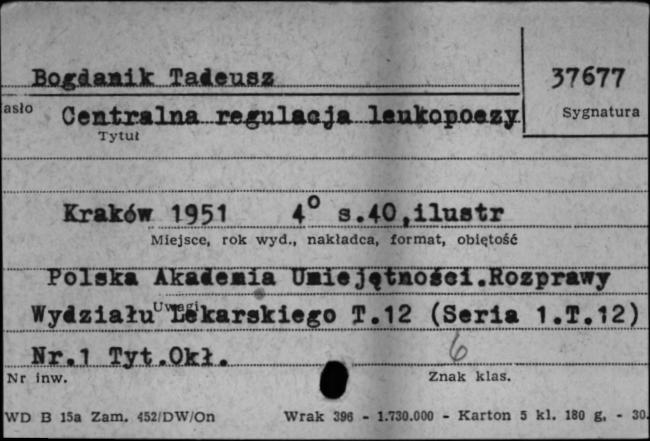 Bogdanik Tadeusz
37677
asło Centralna regulacja leukopoezy
Sygnatura
Tytuł
Kraków 1951 4° s.40,ilustr
Miejsce, rok wyd., nakładca, format, objętość
Polska Akademia Umiejętności.Rozprawy
Uwagi
Wydziału Lekarskiego T.12 (Seria 1.T.12)
Nr.1 Tyt.Okł. 6
Nr inw. Znak klas.
WD B 15a Zam. 452/DW/On Wrak 396 - 1.730.000 - Karton 5 kl. 180 g. - 30.